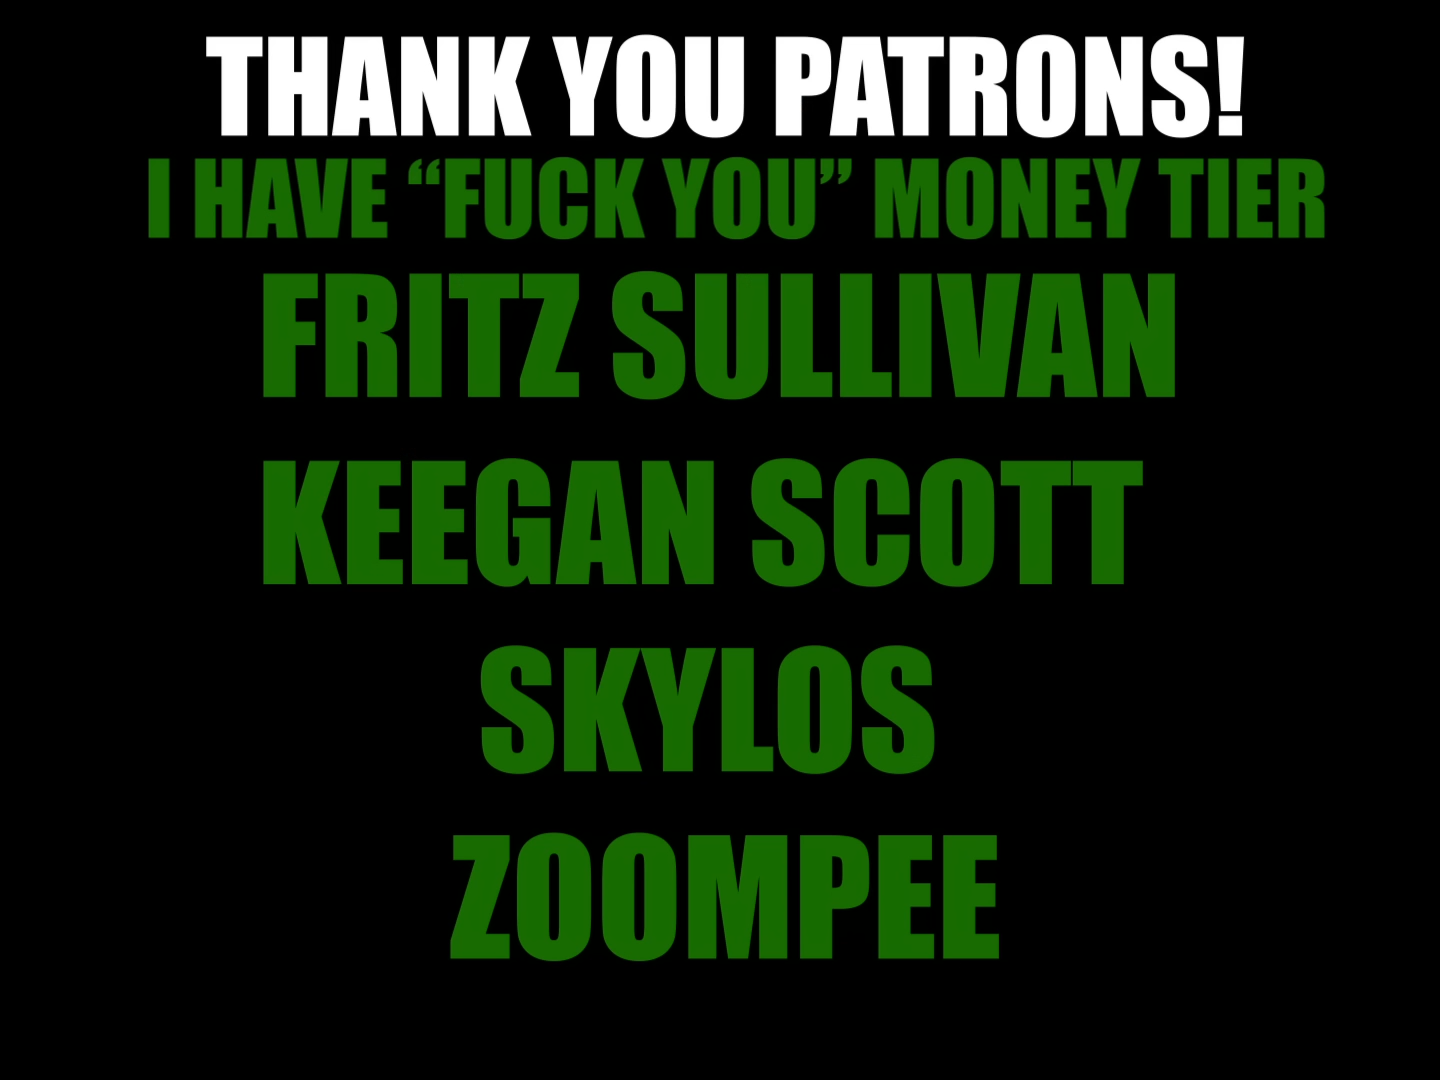 THANK YOU PATRONS!
I HAVE “FUCK YOU” MONEY TIER
FRITZ SULLIVAN
KEEGAN SCOTT
SKYLOS
ZOOMPEE